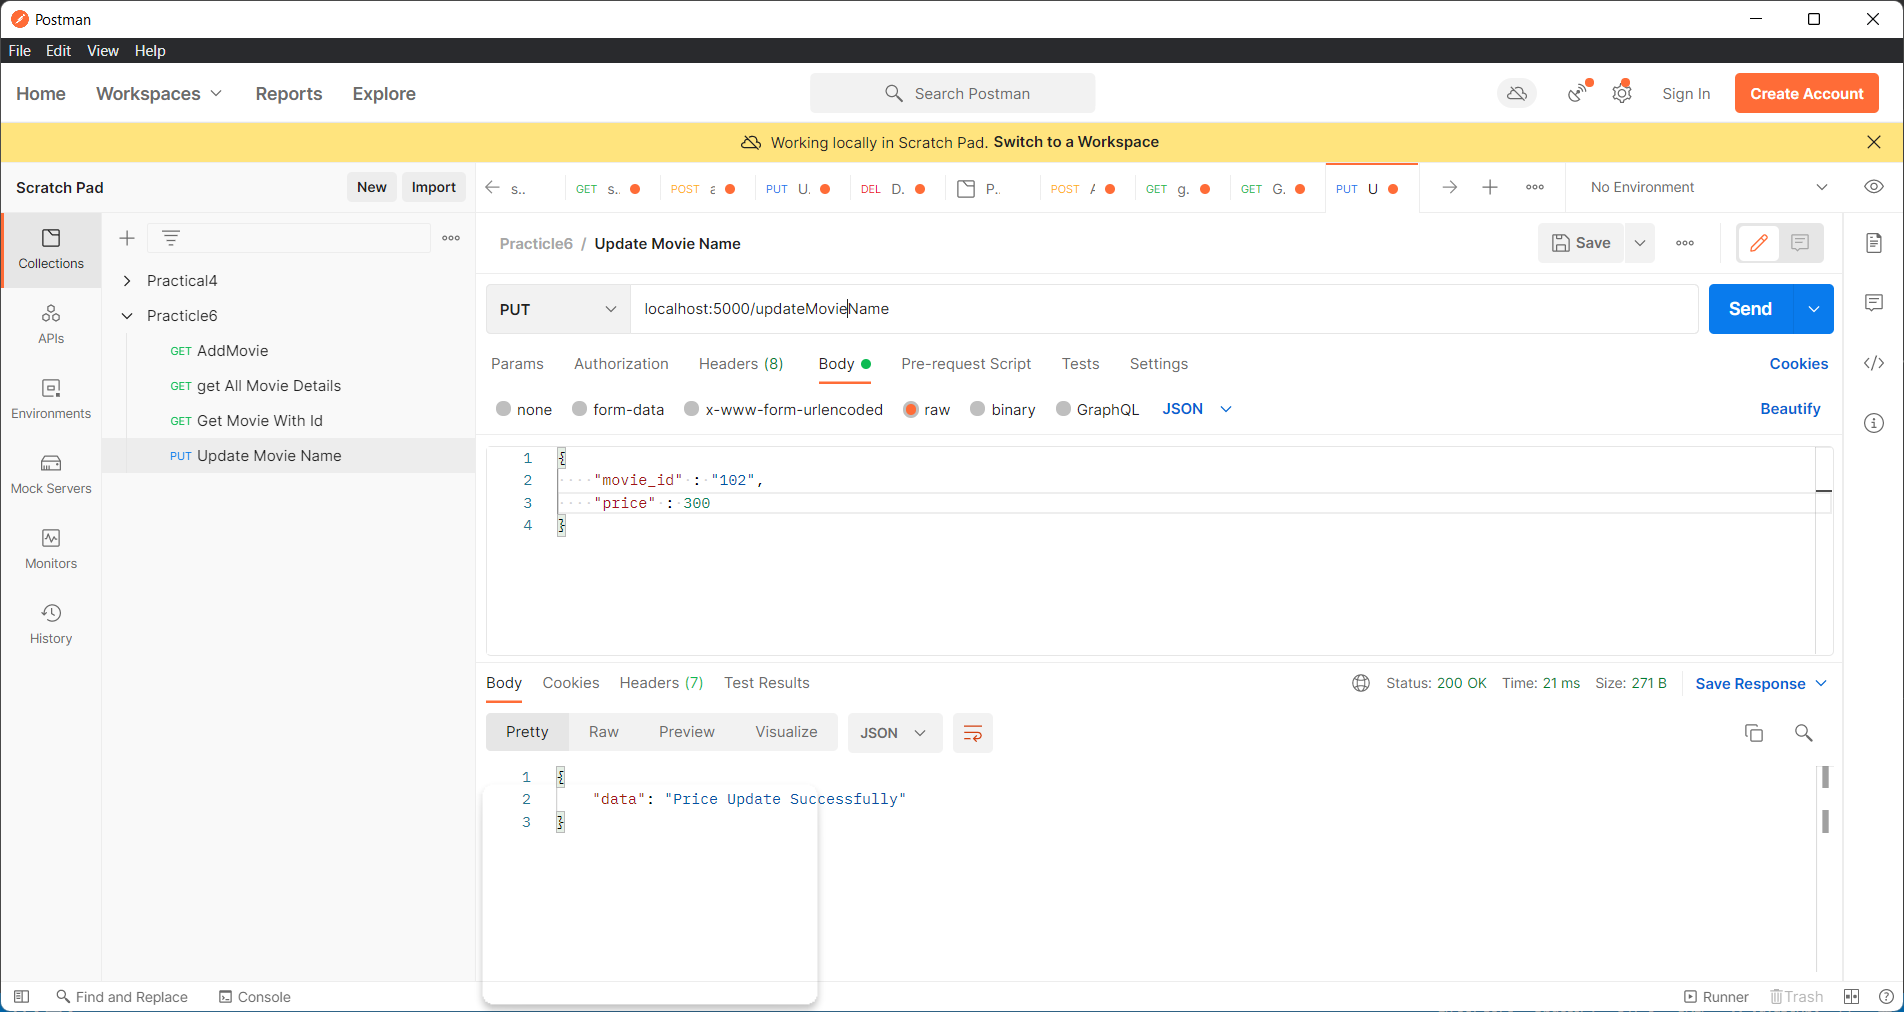 Postman
File Edit View Help
Home Workspaces Reports Explore Search Postman Sign In Create Account
Working locally in Scratch Pad. Switch to a Workspace
Scratch Pad New Import
s.. GET s.. POST a PUT U. DEL D. P.. POST A GET g. GET G. PUT U No Environment
Collections
APIs
Environments
Mock Servers
Monitors
History
Practical4
Practicle6
GET AddMovie
GET get All Movie Details
GET Get Movie With Id
PUT Update Movie Name
Practicle6 / Update Movie Name Save
PUT localhost:5000/updateMovieName Send
Params Authorization Headers (8) Body Pre-request Script Tests Settings Cookies
none form-data x-www-form-urlencoded raw binary GraphQL JSON Beautify
1 {
2 "movie_id" : "102",
3 "price" : 300
4 }
Body Cookies Headers (7) Test Results Status: 200 OK Time: 21 ms Size: 271 B Save Response
Pretty Raw Preview Visualize JSON
1 {
2 "data": "Price Update Successfully"
3 }
Find and Replace Console Runner Trash